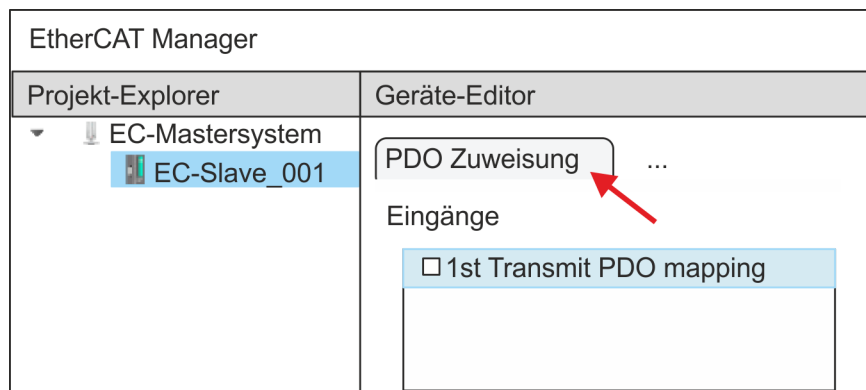 EtherCAT Manager
Projekt-Explorer
Geräte-Editor
EC-Mastersystem
EC-Slave_001
PDO Zuweisung
...
Eingänge
1st Transmit PDO mapping